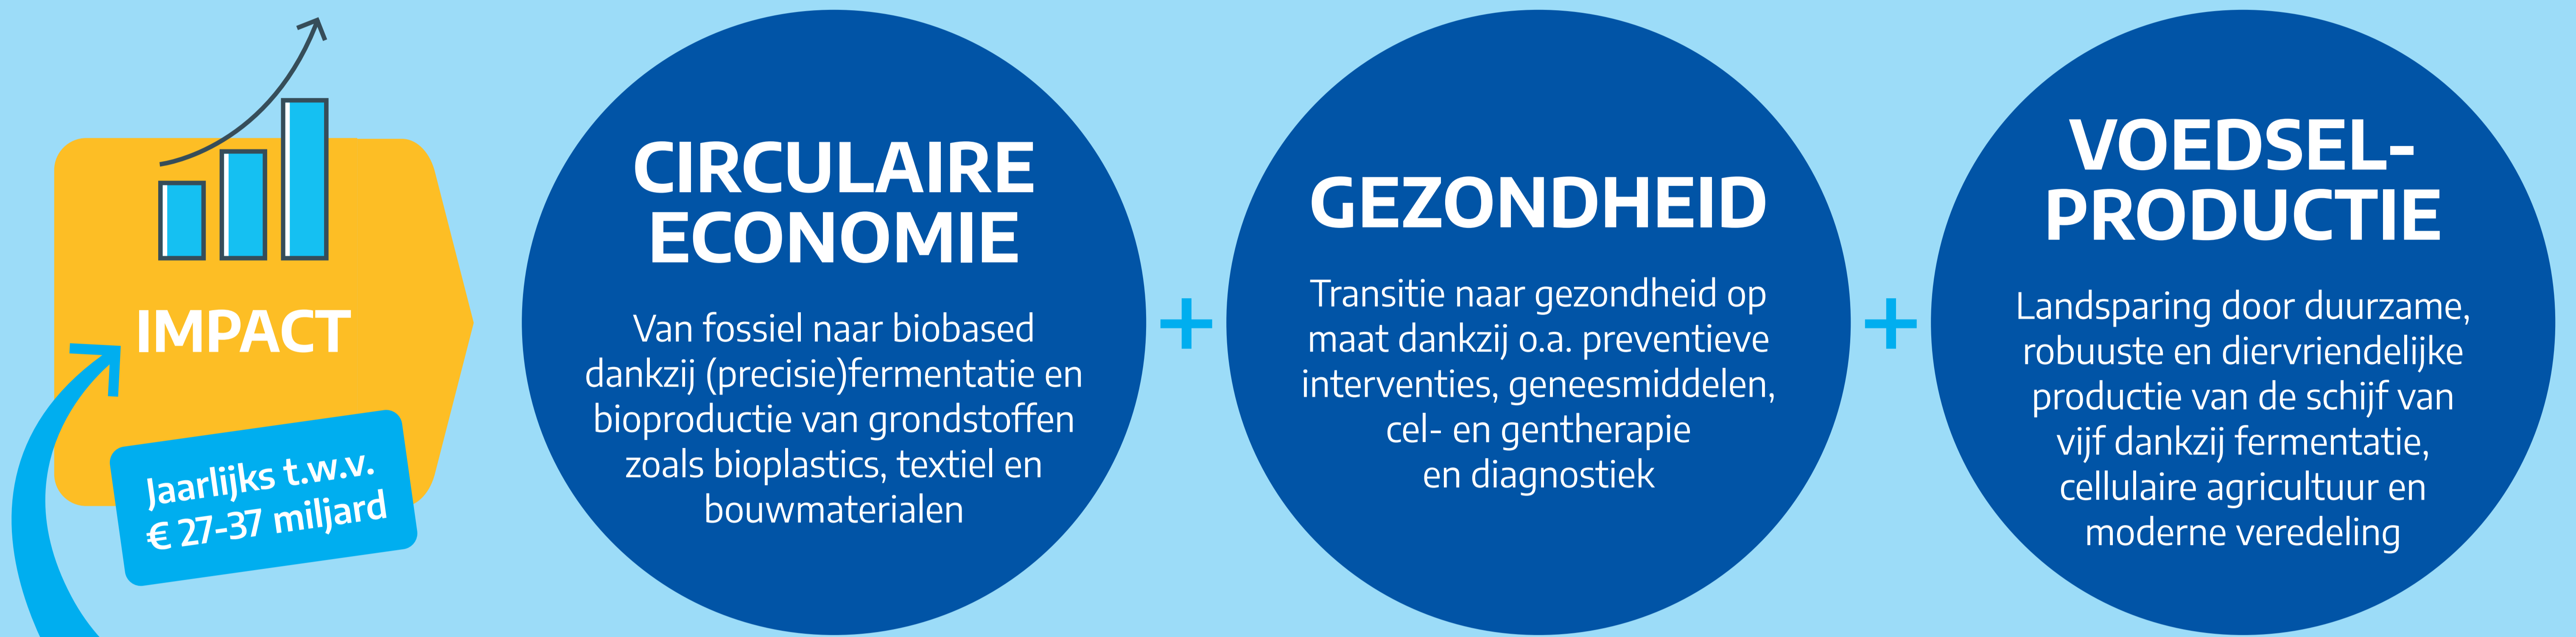 IMPACT
Jaarlijks t.w.v.
€ 27-37 miljard
CIRCULAIRE
ECONOMIE
Van fossiel naar biobased
dankzij (precisie)fermentatie en
bioproductie van grondstoffen
zoals bioplastics, textiel en
bouwmaterialen
+
GEZONDHEID
Transitie naar gezondheid op
maat dankzij o.a. preventieve
interventies, geneesmiddelen,
cel- en gentherapie
en diagnostiek
+
VOEDSEL-
PRODUCTIE
Landsparing door duurzame,
robuuste en diervriendelijke
productie van de schijf van
vijf dankzij fermentatie,
cellulaire agricultuur en
moderne veredeling